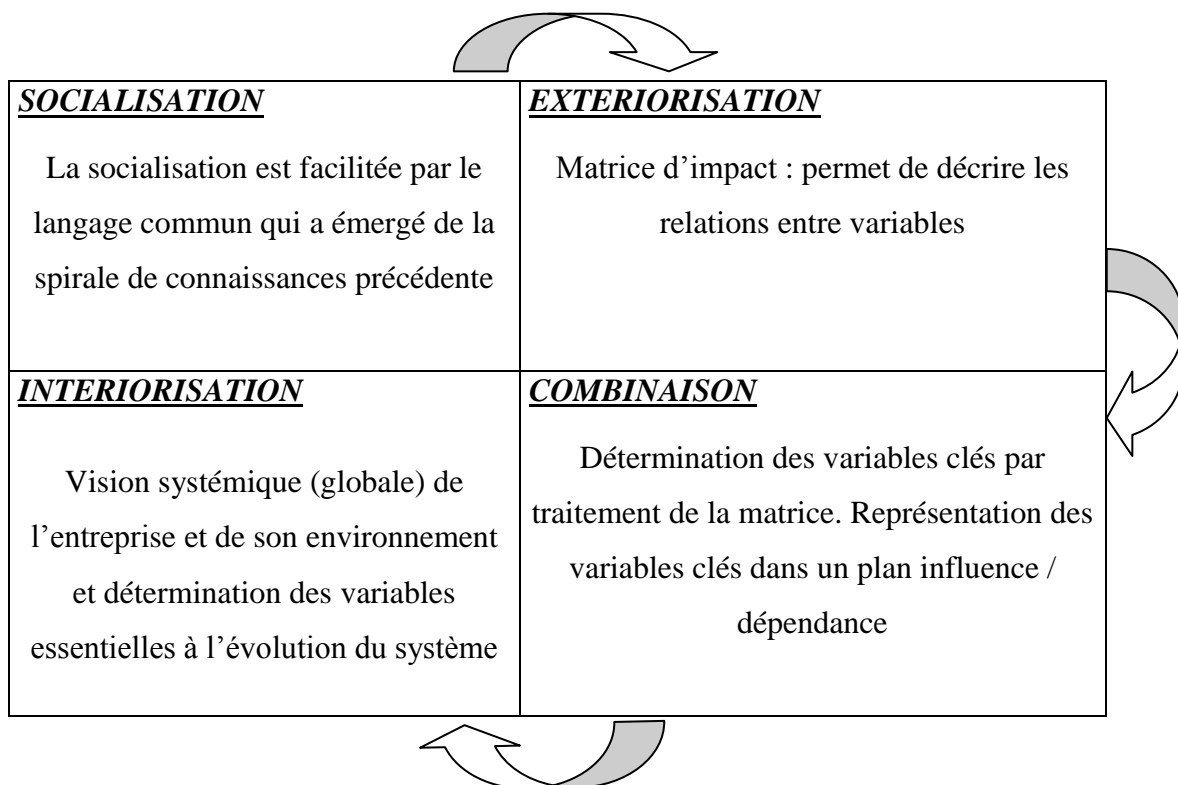 SOCIALISATION
La socialisation est facilitée par le
langage commun qui a émergé de la
spirale de connaissances précédente
EXTERIORISATION
Matrice d’impact : permet de décrire les
relations entre variables
INTERIORISATION
Vision systémique (globale) de
l’entreprise et de son environnement
et détermination des variables
essentielles à l’évolution du système
COMBINAISON
Détermination des variables clés par
traitement de la matrice. Représentation des
variables clés dans un plan influence /
dépendance